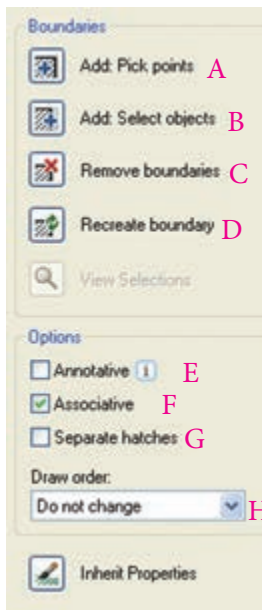 Boundaries
Add: Pick points A
Add: Select objects B
Remove boundaries C
Recreate boundary D
View Selections
Options
Annotative i E
Associative F
Separate hatches G
Draw order:
Do not change H
Inherit Properties